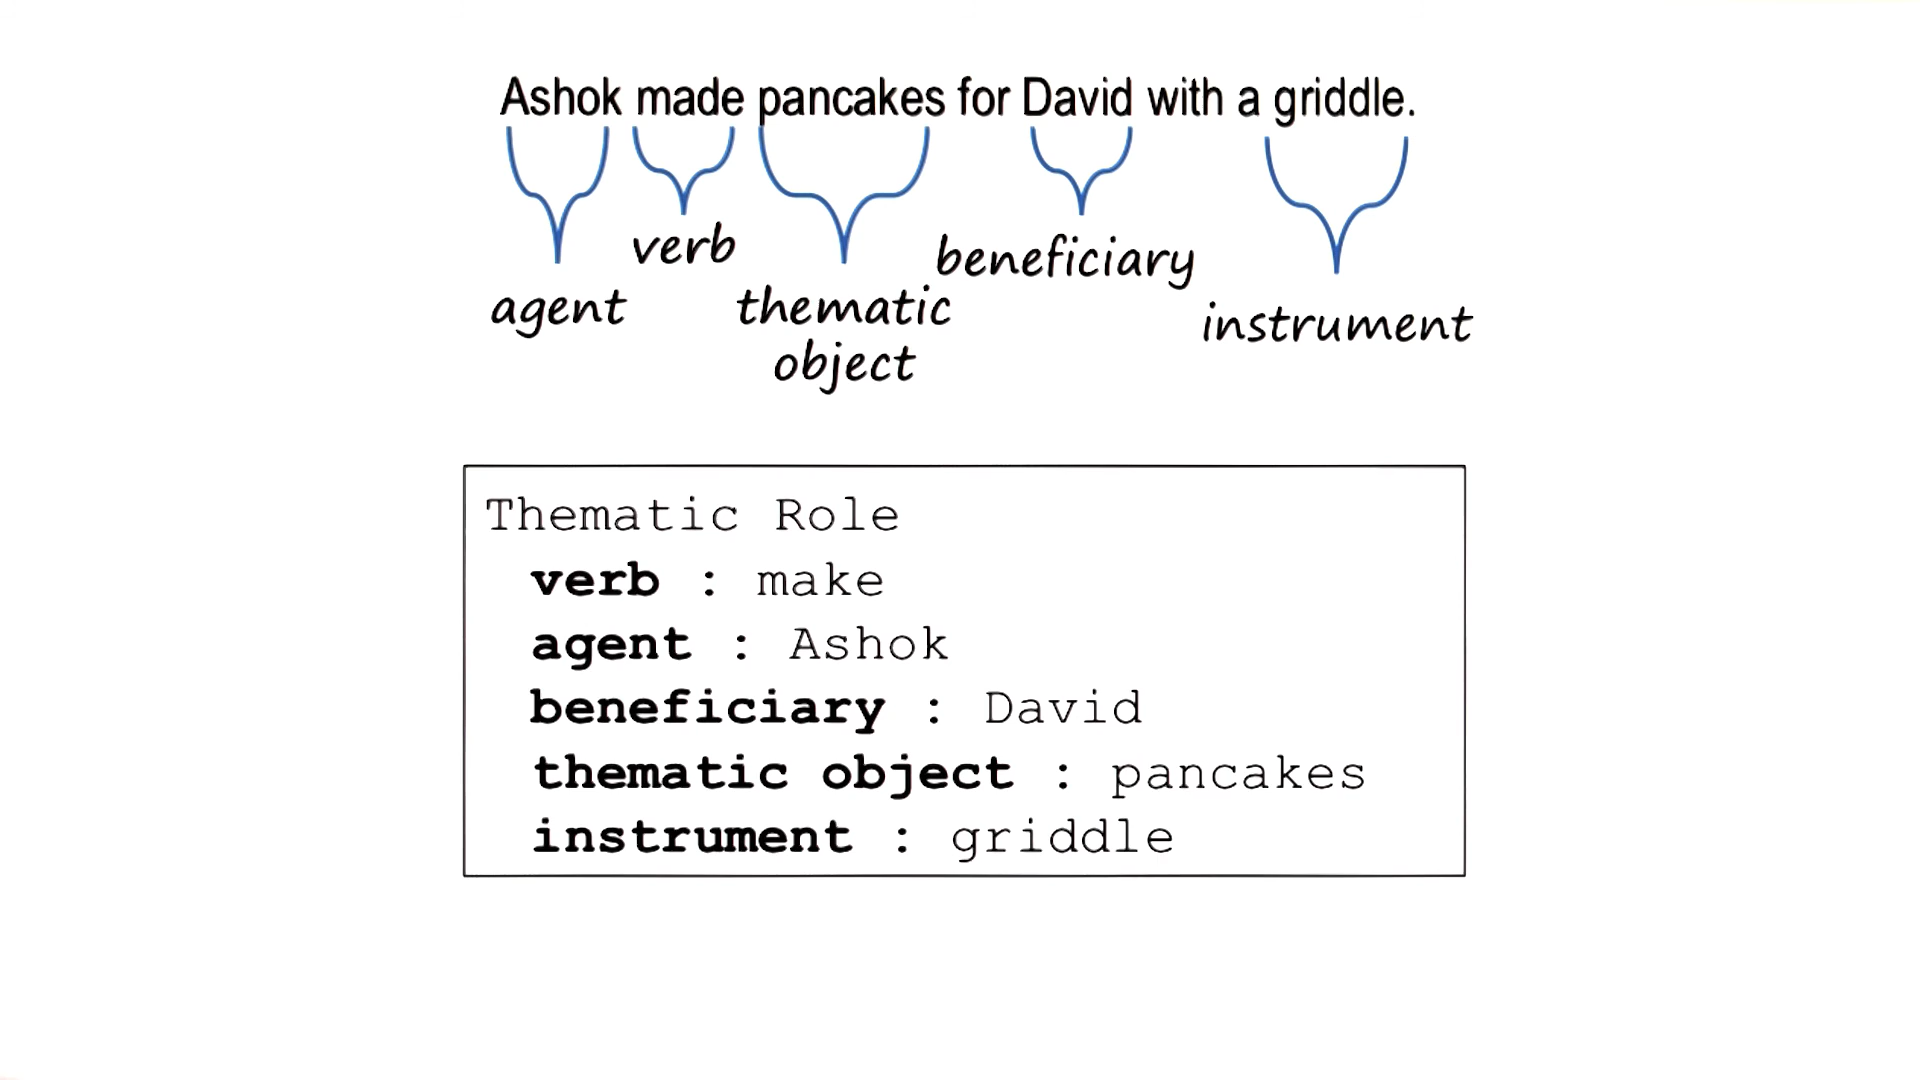 Ashok made pancakes for David with a griddle.
agent
verb
thematic
object
beneficiary
instrument
Thematic Role
verb : make
agent : Ashok
beneficiary : David
thematic object : pancakes
instrument : griddle